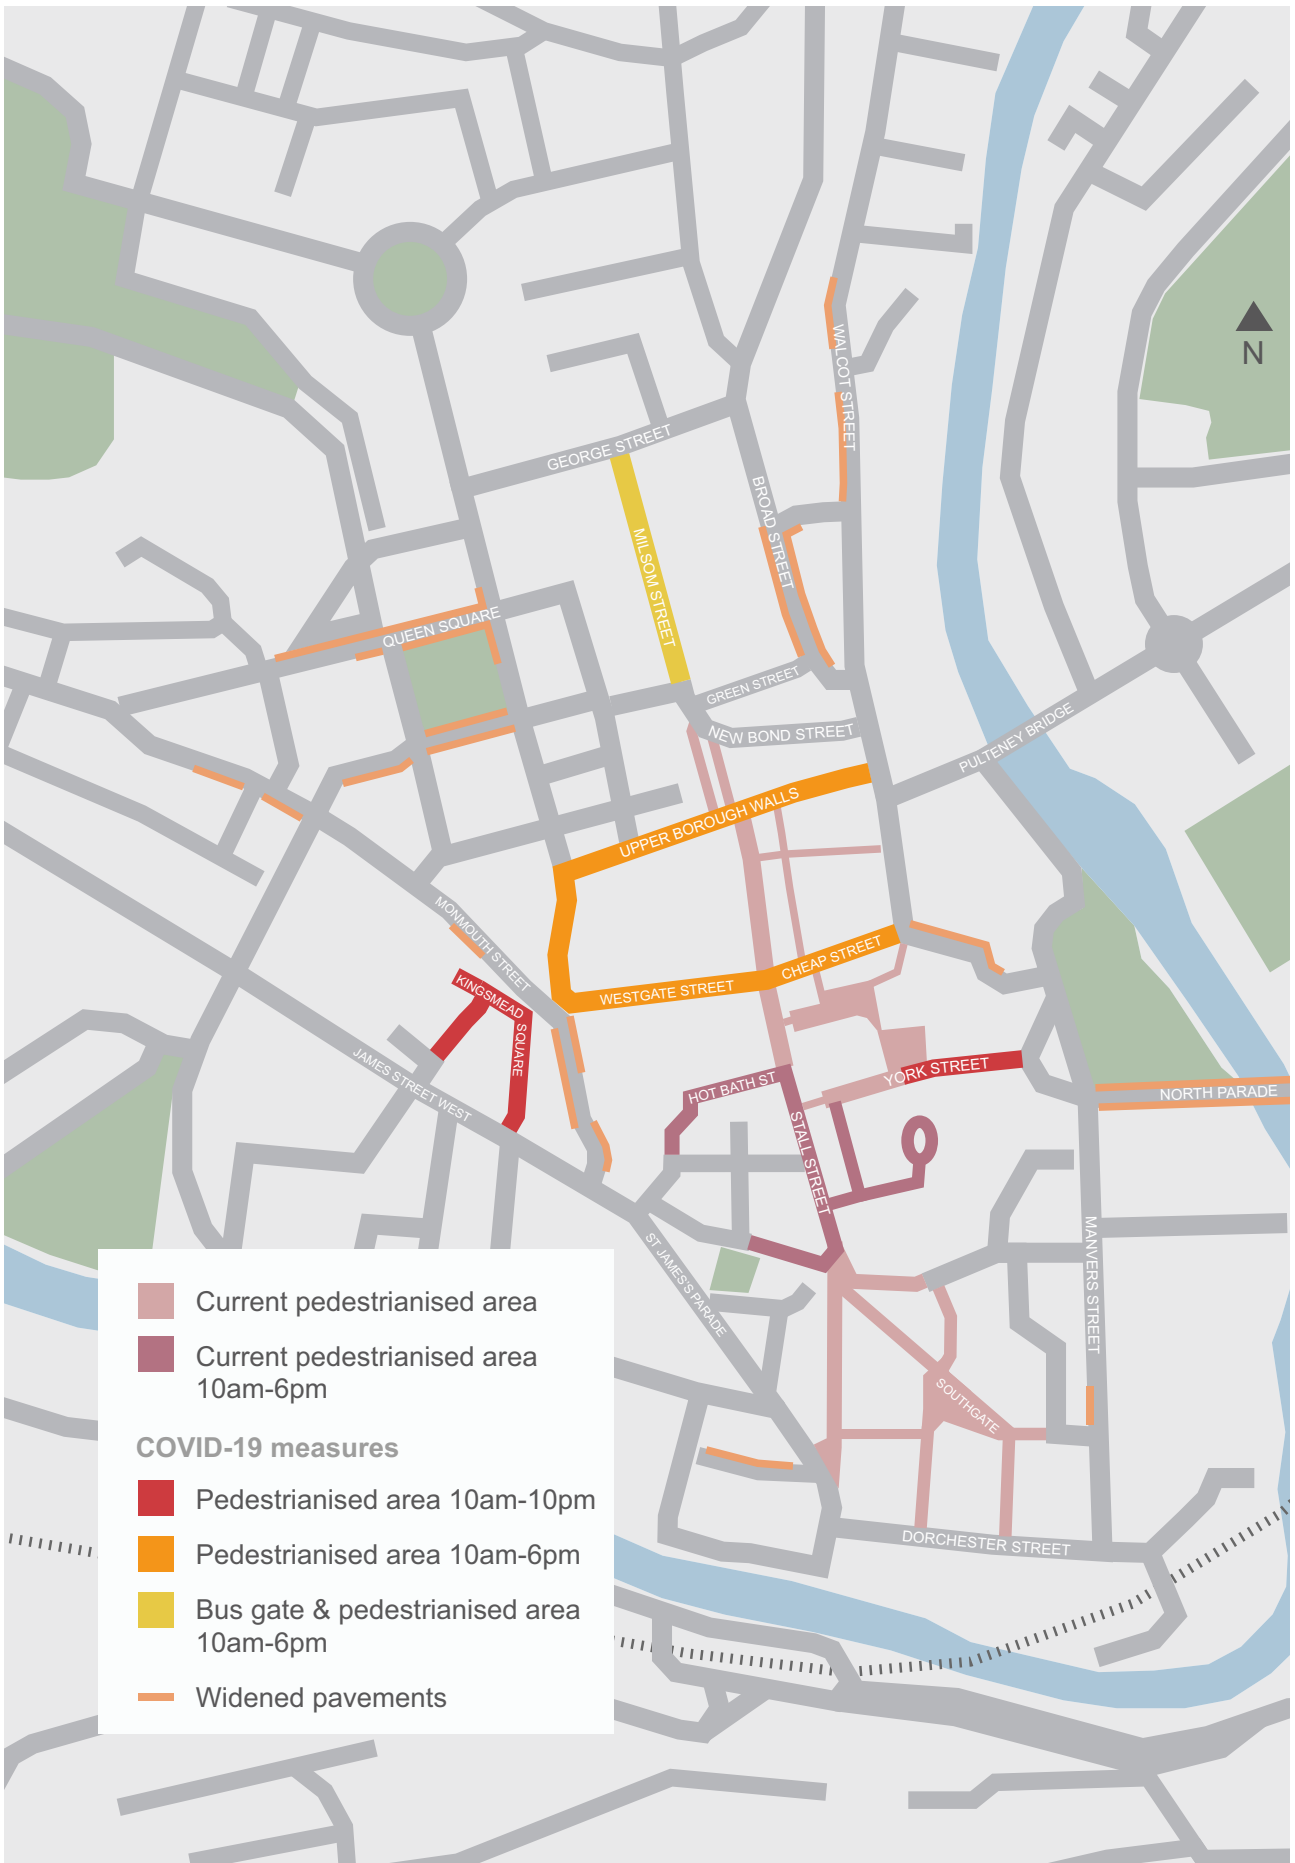 N
WALCOT STREET
GEORGE STREET
BROAD STREET
MILSOM STREET
QUEEN SQUARE
GREEN STREET
NEW BOND STREET
PULTENEY BRIDGE
UPPER BOROUGH WALLS
MONMOUTH STREET
CHEAP STREET
WESTGATE STREET
KINGSMEAD
SQUARE
JAMES STREET WEST
HOT BATH ST
YORK STREET
NORTH PARADE
STALL STREET
MANVERS STREET
ST JAMES'S PARADE
SOUTHGATE
DORCHESTER STREET
Current pedestrianised area
Current pedestrianised area
10am-6pm
COVID-19 measures
Pedestrianised area 10am-10pm
Pedestrianised area 10am-6pm
Bus gate & pedestrianised area
10am-6pm
Widened pavements